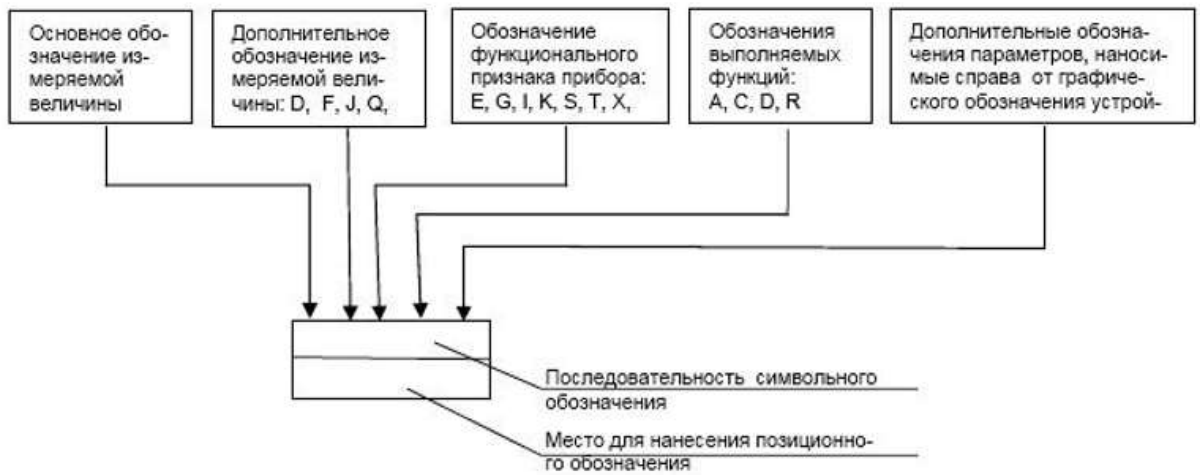 Основное обо-
значение из-
меряемой
величины
Дополнительное
обозначение из-
меряемой вели-
чины: D, F, J, Q,
Обозначение
функционального
признака прибора:
E, G, I, K, S, T, X,
Обозначения
выполняемых
функций:
A, C, D, R
Дополнительные обозна-
чения параметров, наноси-
мые справа от графиче-
ского обозначения устрой-
Последовательность символьного
обозначения
Место для нанесения позиционно-
го обозначения